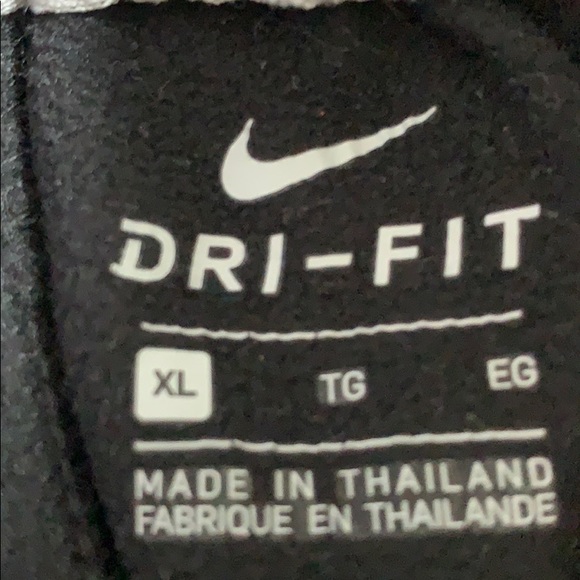 DRI-FIT
XL TG EG
MADE IN THAILAND
FABRIQUE EN THAILANDE